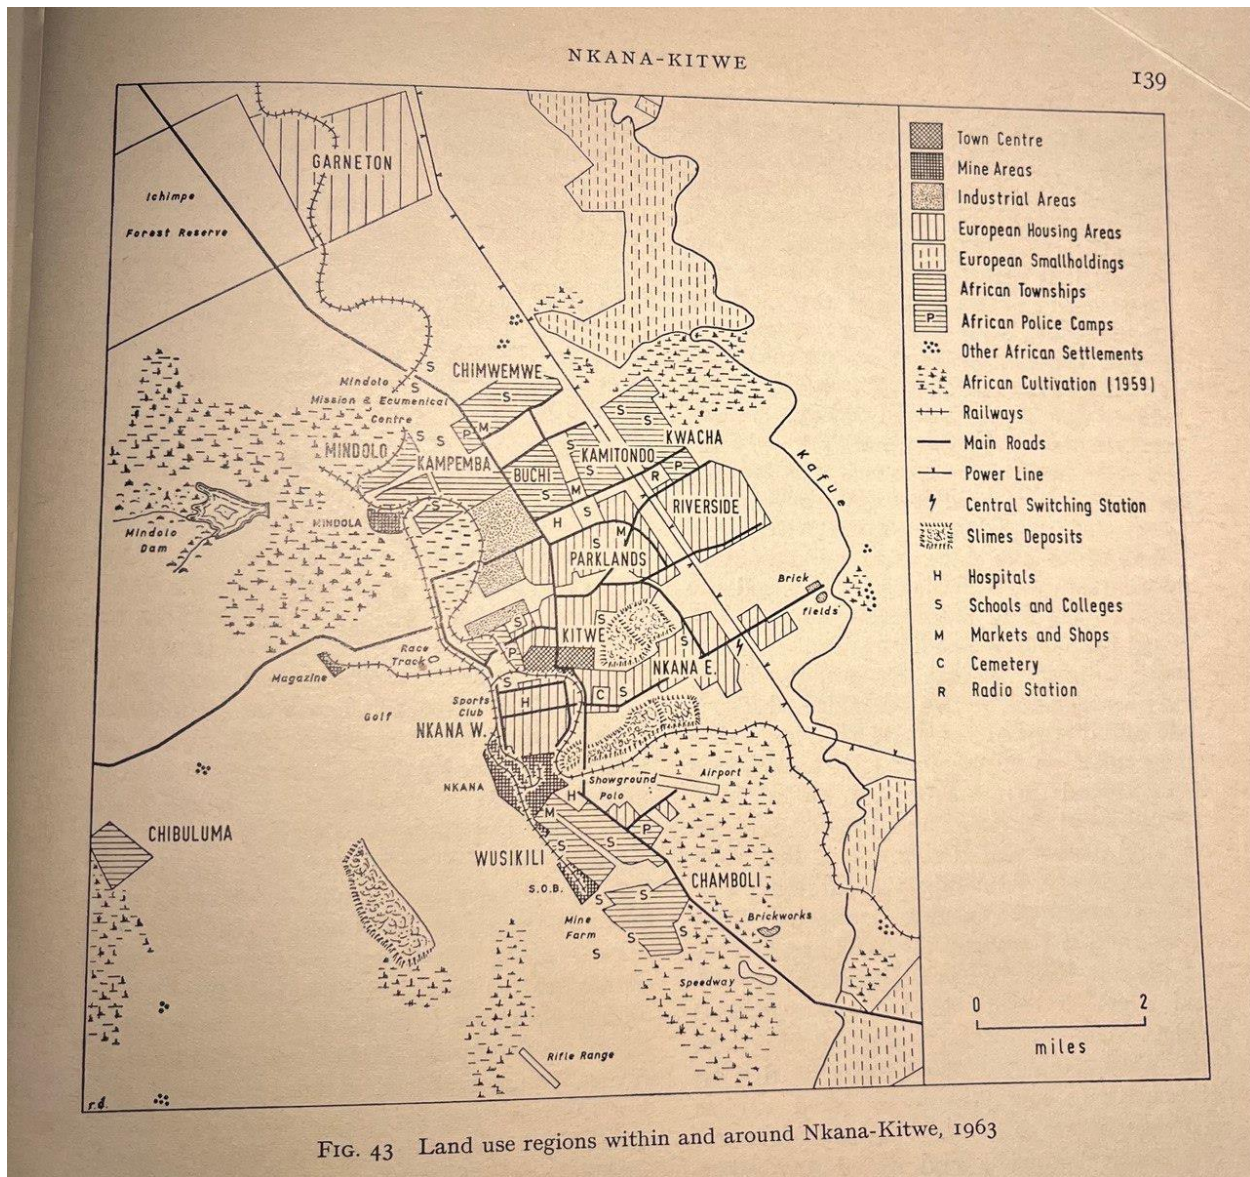 NKANA-KITWE
139
GARNETON
Ichimpe
Forest Reserve
CHIMWEMWE
S
S
S
Mindolo
Mission & Ecumenical
Centre
P
M
S
S
S
S
KWACHA
MINDOLO
KAMPEMBA
S
KAMITONDO
S
BUCHI
S
M
R
P
S
S
H
S
RIVERSIDE
Kafue
MINDOLA
Mindolo
Dam
S
M
PARKLANDS
Brick
fields
S
S
KITWE
S
P
Race
Track
NKANA E.
Magazine
S
C
S
Sports
Club
H
Golf
NKANA W.
Showground
Airport
Polo
NKANA
H
M
CHIBULUMA
S
S
P
WUSIKILI
S.O.B.
S
S
CHAMBOLI
Mine
Farm
S
S
S
Brickworks
Speedway
Rifle Range
r.d.
Town Centre
Mine Areas
Industrial Areas
European Housing Areas
European Smallholdings
African Townships
P African Police Camps
Other African Settlements
African Cultivation (1959)
Railways
Main Roads
Power Line
Central Switching Station
Slimes Deposits
H Hospitals
S Schools and Colleges
M Markets and Shops
C Cemetery
R Radio Station
0 2
miles
FIG. 43 Land use regions within and around Nkana-Kitwe, 1963